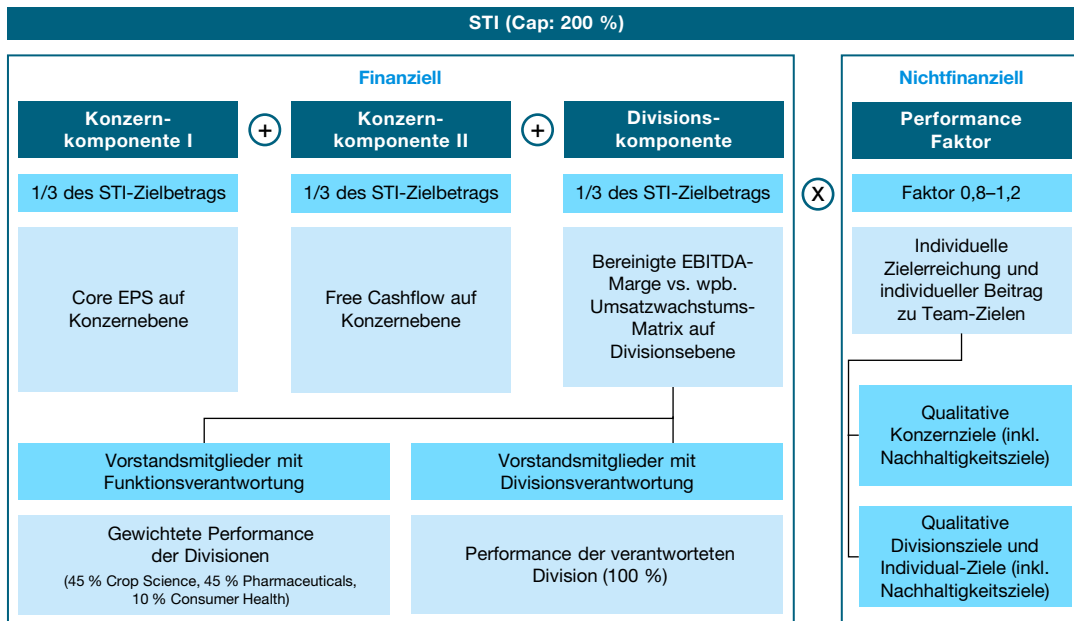 STI (Cap: 200 %)
Finanziell
Konzern-
komponente I
+
Konzern-
komponente II
+
Divisions-
komponente
1/3 des STI-Zielbetrags
1/3 des STI-Zielbetrags
1/3 des STI-Zielbetrags
Core EPS auf
Konzernebene
Free Cashflow auf
Konzernebene
Bereinigte EBITDA-
Marge vs. wpb.
Umsatzwachstums-
Matrix auf
Divisionsebene
Vorstandsmitglieder mit
Funktionsverantwortung
Vorstandsmitglieder mit
Divisionsverantwortung
Gewichtete Performance
der Divisionen
(45 % Crop Science, 45 % Pharmaceuticals,
10 % Consumer Health)
Performance der verantworteten
Division (100 %)
X
Nichtfinanziell
Performance
Faktor
Faktor 0,8–1,2
Individuelle
Zielerreichung und
individueller Beitrag
zu Team-Zielen
Qualitative
Konzernziele (inkl.
Nachhaltigkeitsziele)
Qualitative
Divisionsziele und
Individual-Ziele (inkl.
Nachhaltigkeitsziele)